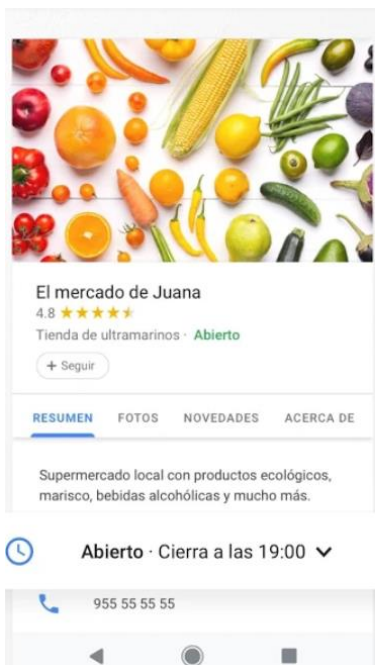 El mercado de Juana
4.8
Tienda de ultramarinos · Abierto
+ Seguir
RESUMEN FOTOS NOVEDADES ACERCA DE
Supermercado local con productos ecológicos,
marisco, bebidas alcohólicas y mucho más.
Abierto · Cierra a las 19:00
955 55 55 55